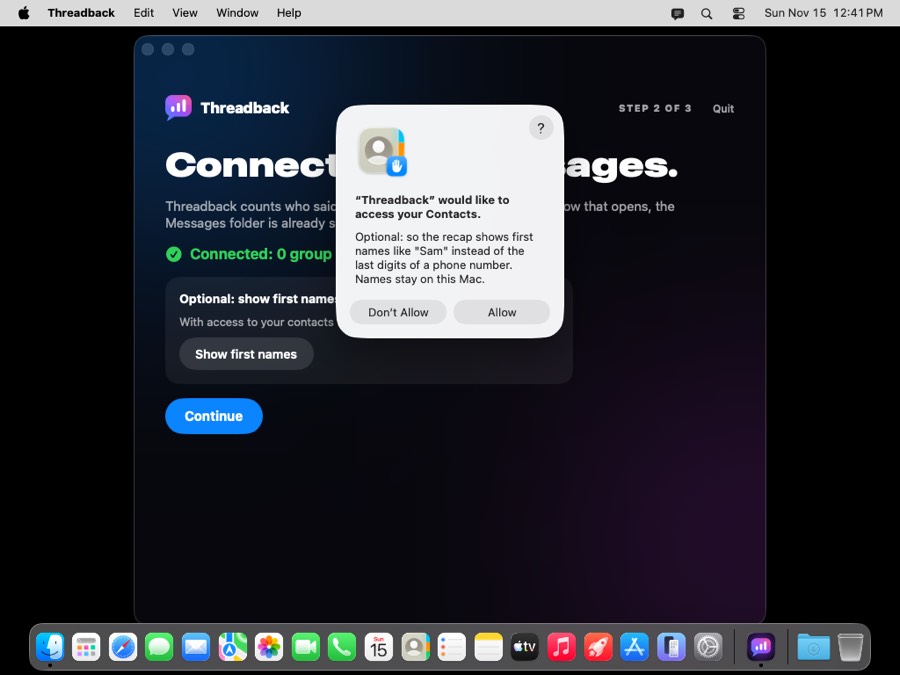 Threadback Edit View Window Help Sun Nov 15 12:41 PM
Threadback
STEP 2 OF 3 Quit
Connect sages.
Threadback counts who said ow that opens, the
Messages folder is already s
Connected: 0 group
Optional: show first names
With access to your contacts
Show first names
Continue
?
“Threadback” would like to
access your Contacts.
Optional: so the recap shows first
names like "Sam" instead of the
last digits of a phone number.
Names stay on this Mac.
Don’t Allow Allow
Sun
15
tv